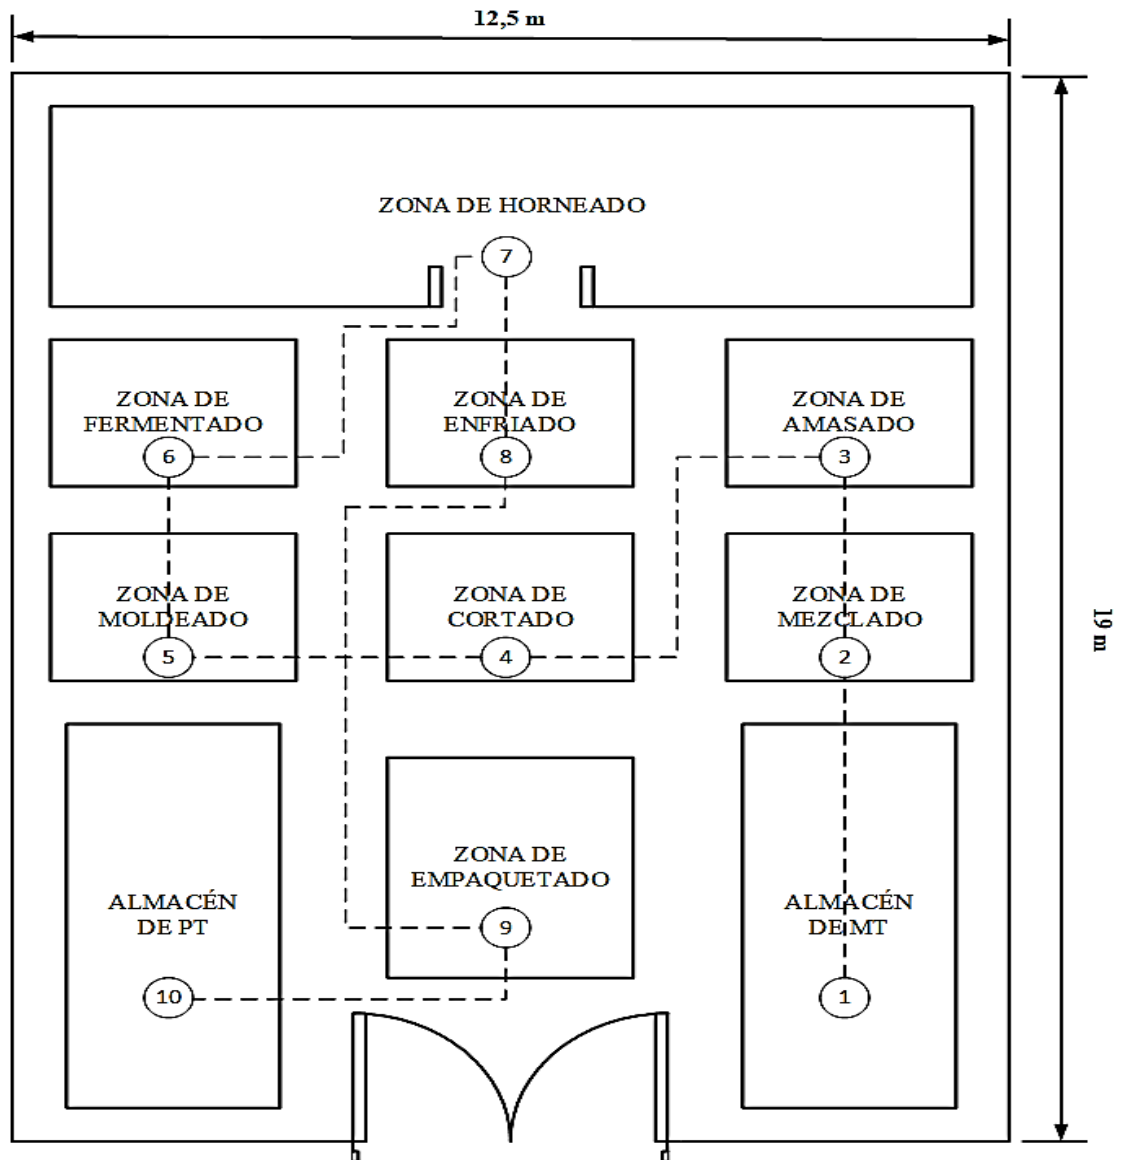 12,5 m
ZONA DE HORNEADO
7
ZONA DE
FERMENTADO
6
ZONA DE
ENFRIADO
8
ZONA DE
AMASADO
3
19 m
ZONA DE
MOLDEADO
5
ZONA DE
CORTADO
4
ZONA DE
MEZCLADO
2
ZONA DE
EMPAQUETADO
9
ALMACÉN
DE PT
10
ALMACÉN
DE MT
1